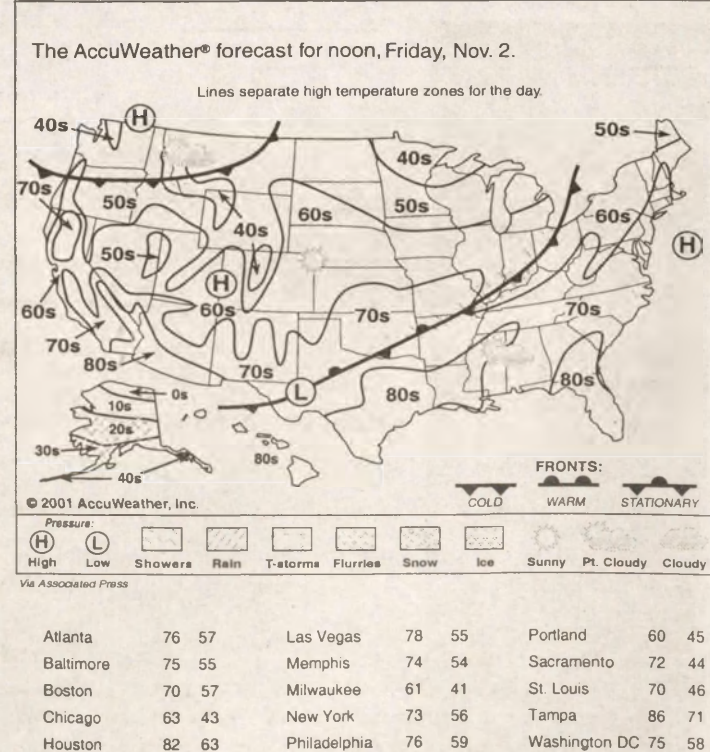 The AccuWeather® forecast for noon, Friday, Nov. 2.
Lines separate high temperature zones for the day.
40s
H
50s
40s
70s
50s
60s
50s
60s
40s
50s
H
H
60s
60s
70s
70s
70s
80s
70s
L
80s
80s
0s
10s
20s
30s
40s
80s
FRONTS:
COLD WARM STATIONARY
© 2001 AccuWeather, Inc.
Pressure:
H L
High Low Showers Rain T-storms Flurries Snow Ice Sunny Pt. Cloudy Cloudy
Via Associated Press
Atlanta 76 57 Las Vegas 78 55 Portland 60 45
Baltimore 75 55 Memphis 74 54 Sacramento 72 44
Boston 70 57 Milwaukee 61 41 St. Louis 70 46
Chicago 63 43 New York 73 56 Tampa 86 71
Houston 82 63 Philadelphia 76 59 Washington DC 75 58